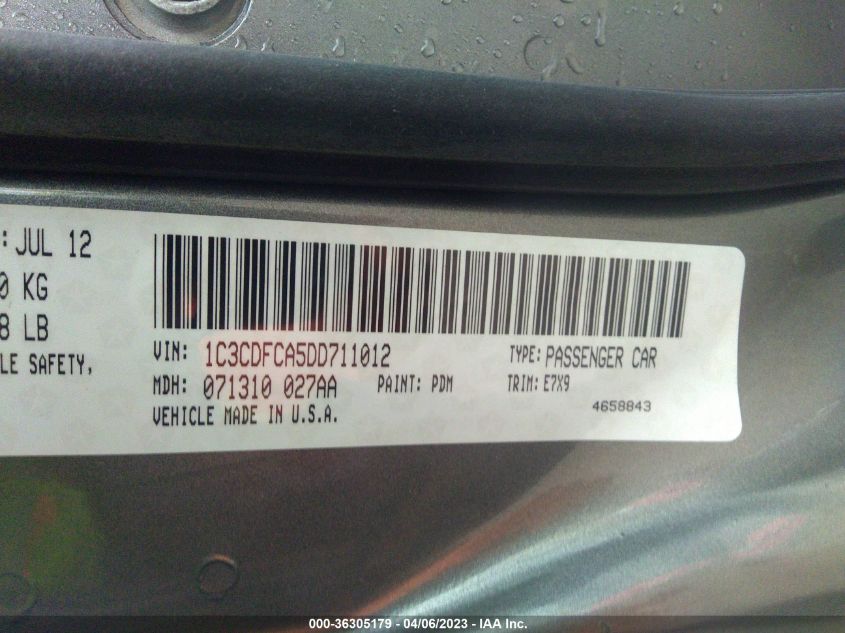 : JUL 12
0 KG
8 LB
LE SAFETY,
VIN: 1C3CDFCA5DD711012 TYPE: PASSENGER CAR
MDH: 071310 027AA PAINT: PDM TRIM: E7X9
VEHICLE MADE IN U.S.A. 4658843
000-36305179 - 04/06/2023 - IAA Inc.